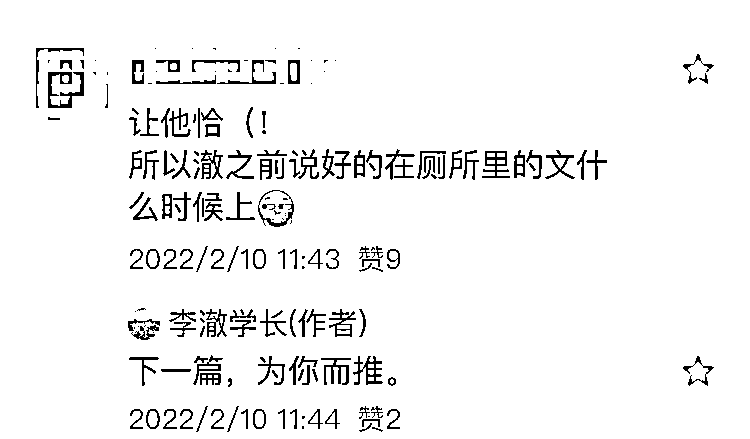 让他恰（！
所以澈之前说好的在厕所里的文什
么时候上
2022/2/10 11:43 赞9
李澈学长(作者)
下一篇，为你而推。
2022/2/10 11:44 赞2